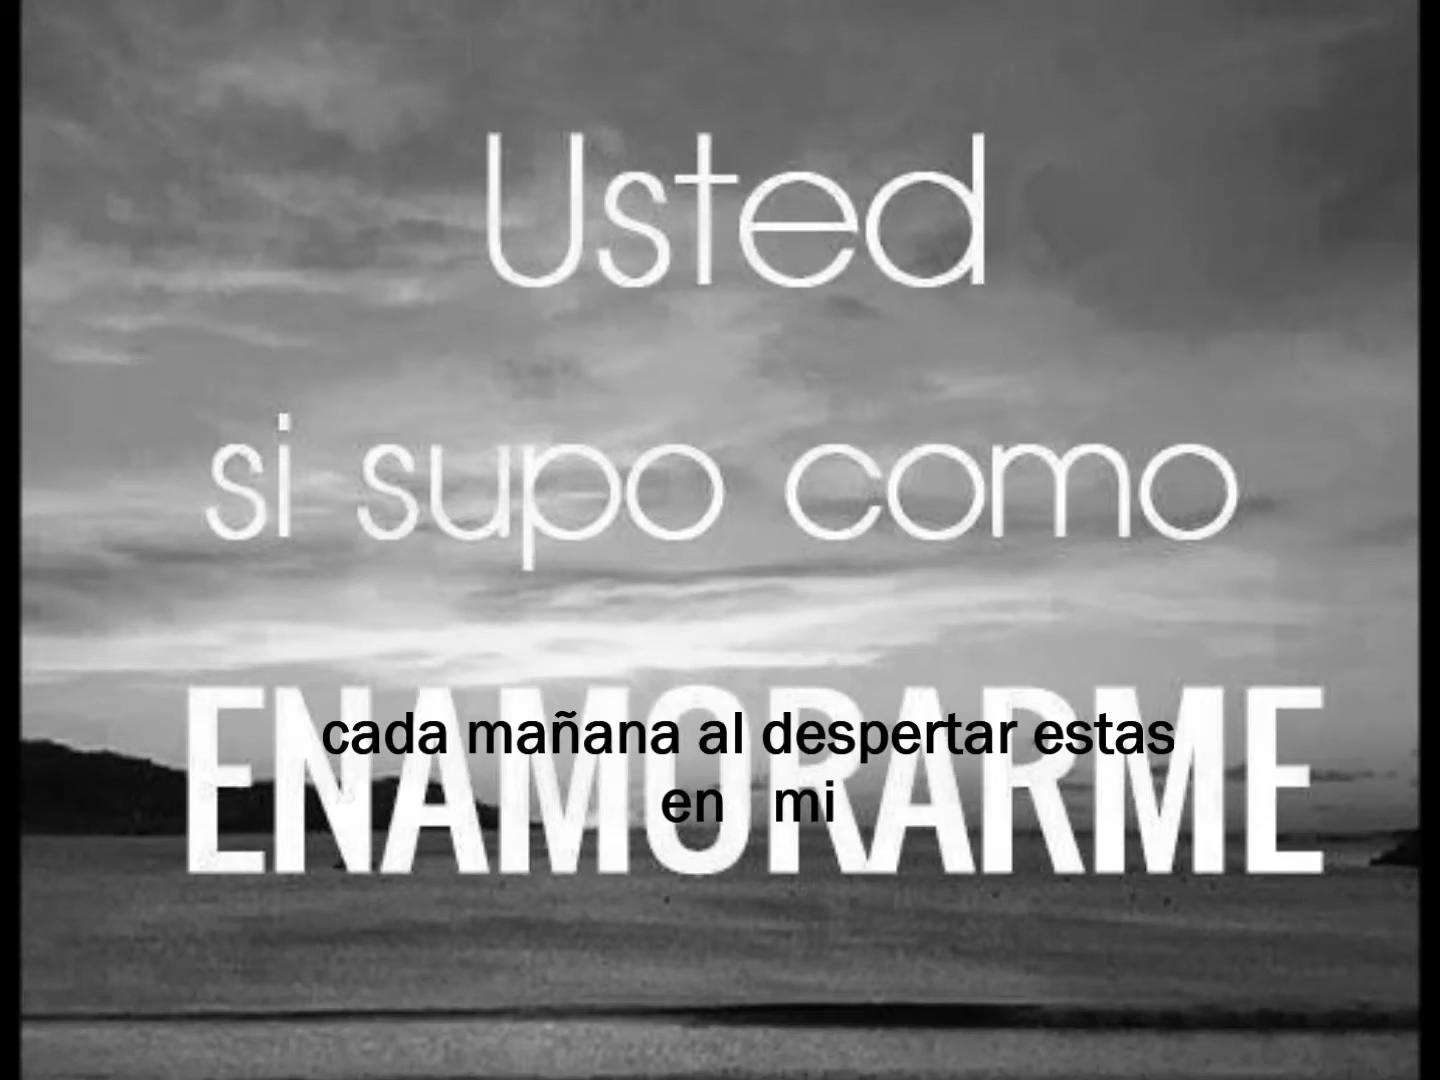 Usted
si supo como
ENAMORARME
cada mañana al despertar estas
en mi